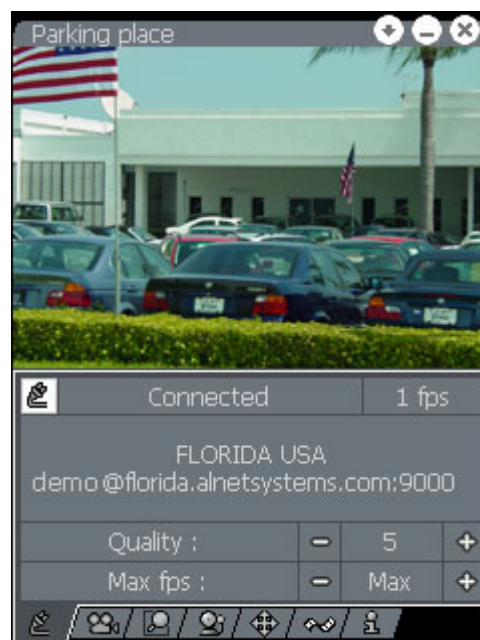 Parking place
Connected
1 fps
FLORIDA USA
demo@florida.alnetsystems.com:9000
Quality :
5
Max fps :
Max